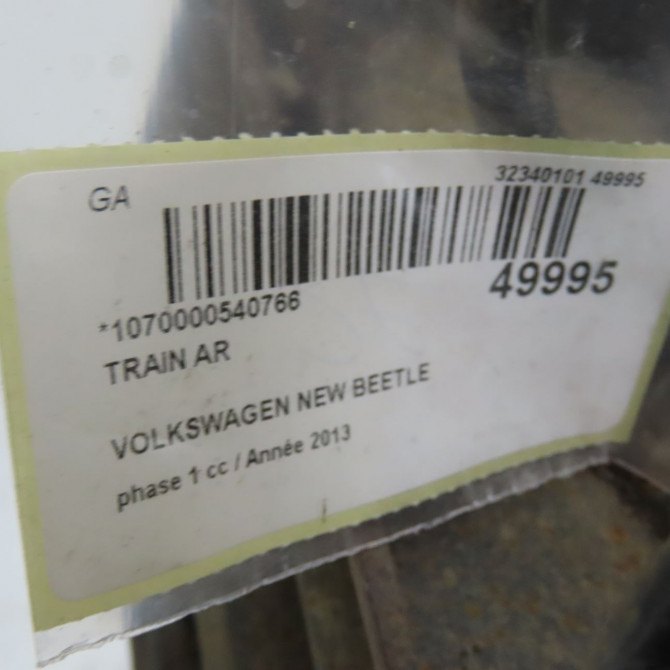 GA
32340101 49995
49995
*1070000540766
TRAIN AR
VOLKSWAGEN NEW BEETLE
phase 1 cc / Année 2013